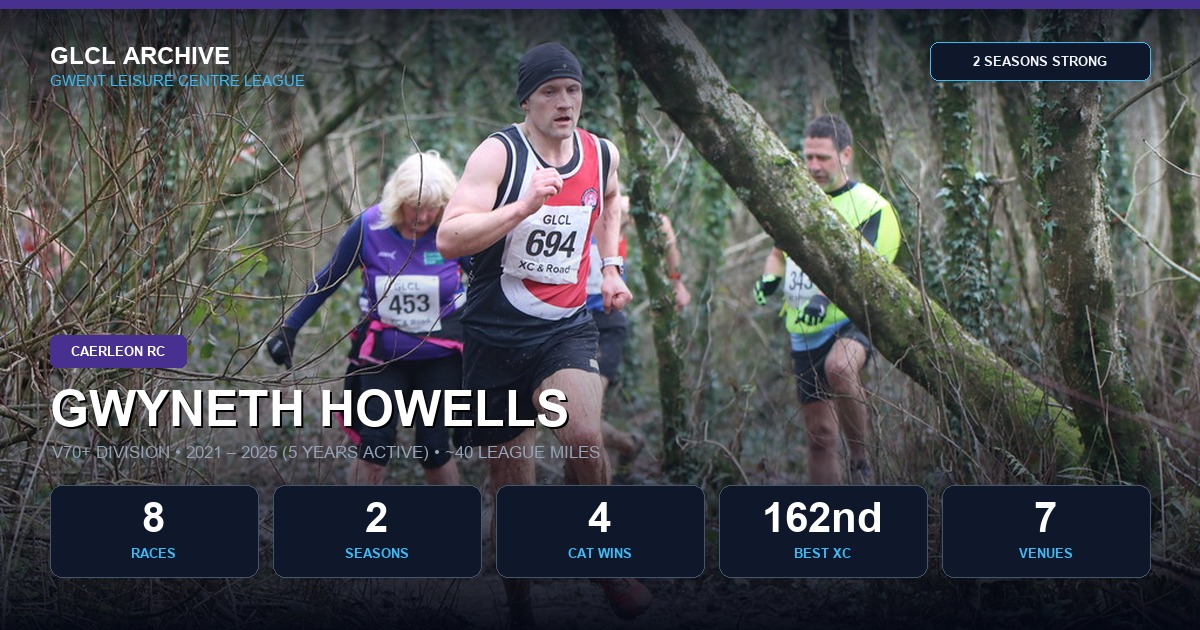 GLCL ARCHIVE
GWENT LEISURE CENTRE LEAGUE
2 SEASONS STRONG
GLCL
694
XC & Road
GLCL
453
CAERLEON RC
GWYNETH HOWELLS
V70+ DIVISION • 2021 – 2025 (5 YEARS ACTIVE) • ~40 LEAGUE MILES
8
RACES
2
SEASONS
4
CAT WINS
162nd
BEST XC
7
VENUES